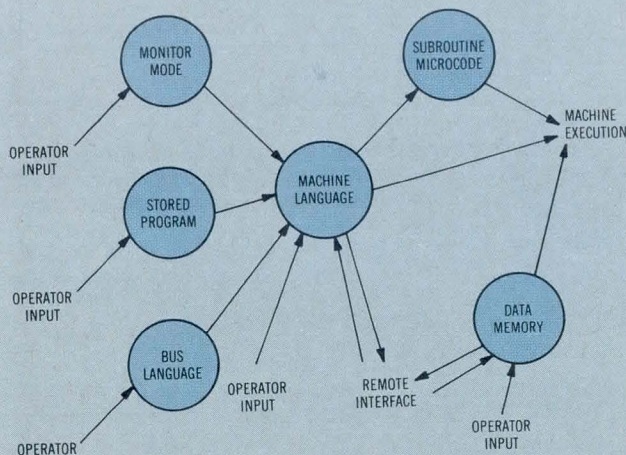 MONITOR
MODE
SUBROUTINE
MICROCODE
MACHINE
EXECUTION
OPERATOR
INPUT
STORED
PROGRAM
MACHINE
LANGUAGE
OPERATOR
INPUT
DATA
MEMORY
BUS
LANGUAGE
OPERATOR
INPUT
REMOTE
INTERFACE
OPERATOR
INPUT
OPERATOR